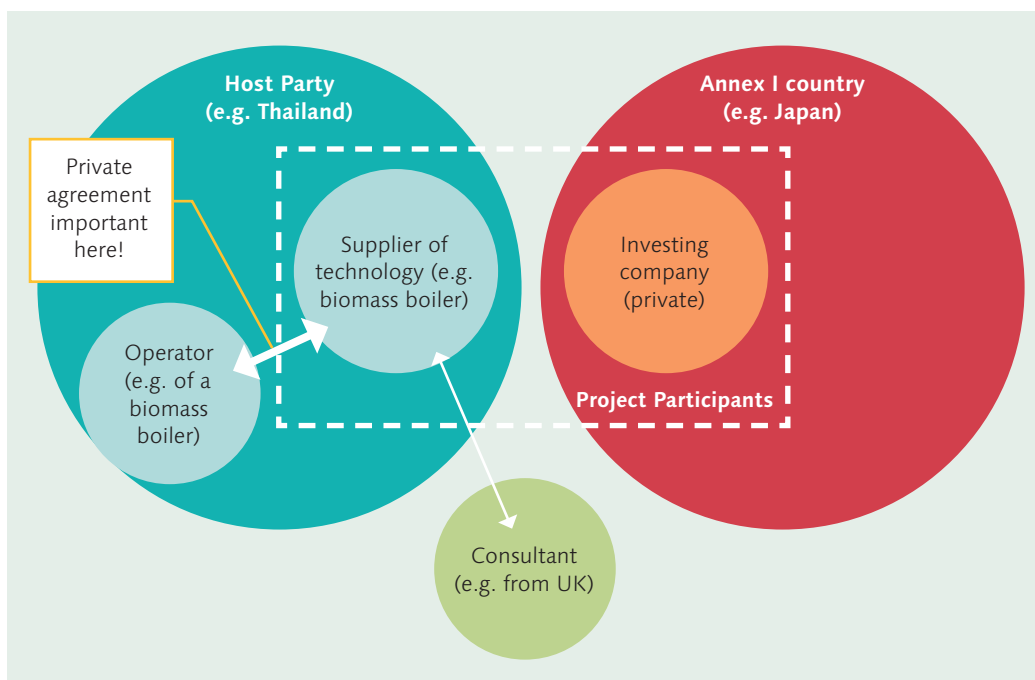 Host Party
(e.g. Thailand)
Annex I country
(e.g. Japan)
Private
agreement
important
here!
Supplier of
technology (e.g.
biomass boiler)
Investing
company
(private)
Operator
(e.g. of a
biomass
boiler)
Project Participants
Consultant
(e.g. from UK)